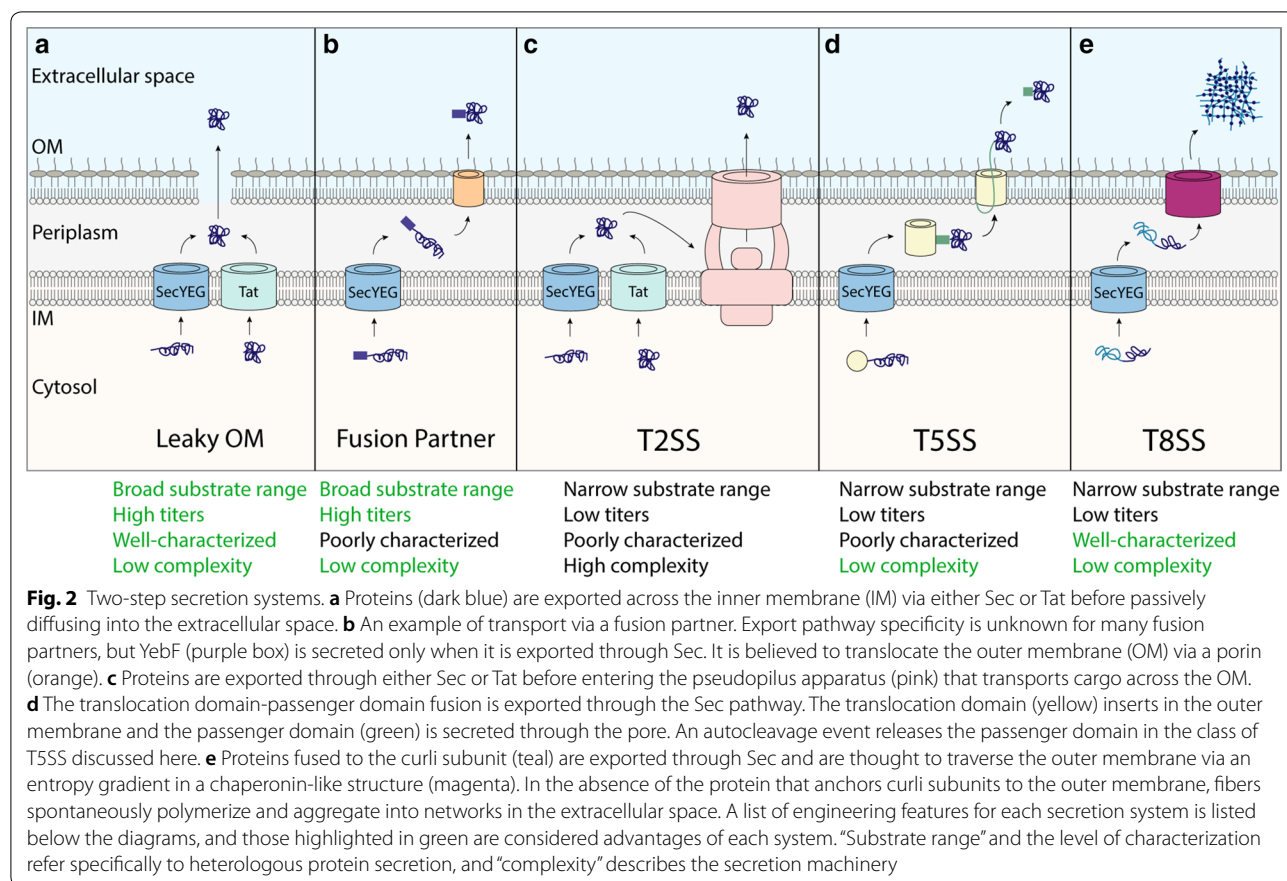 a
Extracellular space
OM
Periplasm
SecYEG
Tat
IM
Cytosol
Leaky OM
b
SecYEG
Fusion Partner
c
SecYEG
Tat
T2SS
d
SecYEG
T5SS
e
SecYEG
T8SS
Broad substrate range
High titers
Well-characterized
Low complexity
Broad substrate range
High titers
Poorly characterized
Low complexity
Narrow substrate range
Low titers
Poorly characterized
High complexity
Narrow substrate range
Low titers
Poorly characterized
Low complexity
Narrow substrate range
Low titers
Well-characterized
Low complexity
Fig. 2 Two-step secretion systems. a Proteins (dark blue) are exported across the inner membrane (IM) via either Sec or Tat before passively
diffusing into the extracellular space. b An example of transport via a fusion partner. Export pathway specificity is unknown for many fusion
partners, but YebF (purple box) is secreted only when it is exported through Sec. It is believed to translocate the outer membrane (OM) via a porin
(orange). c Proteins are exported through either Sec or Tat before entering the pseudopilus apparatus (pink) that transports cargo across the OM.
d The translocation domain-passenger domain fusion is exported through the Sec pathway. The translocation domain (yellow) inserts in the outer
membrane and the passenger domain (green) is secreted through the pore. An autocleavage event releases the passenger domain in the class of
T5SS discussed here. e Proteins fused to the curli subunit (teal) are exported through Sec and are thought to traverse the outer membrane via an
entropy gradient in a chaperonin-like structure (magenta). In the absence of the protein that anchors curli subunits to the outer membrane, fibers
spontaneously polymerize and aggregate into networks in the extracellular space. A list of engineering features for each secretion system is listed
below the diagrams, and those highlighted in green are considered advantages of each system. "Substrate range" and the level of characterization
refer specifically to heterologous protein secretion, and "complexity" describes the secretion machinery